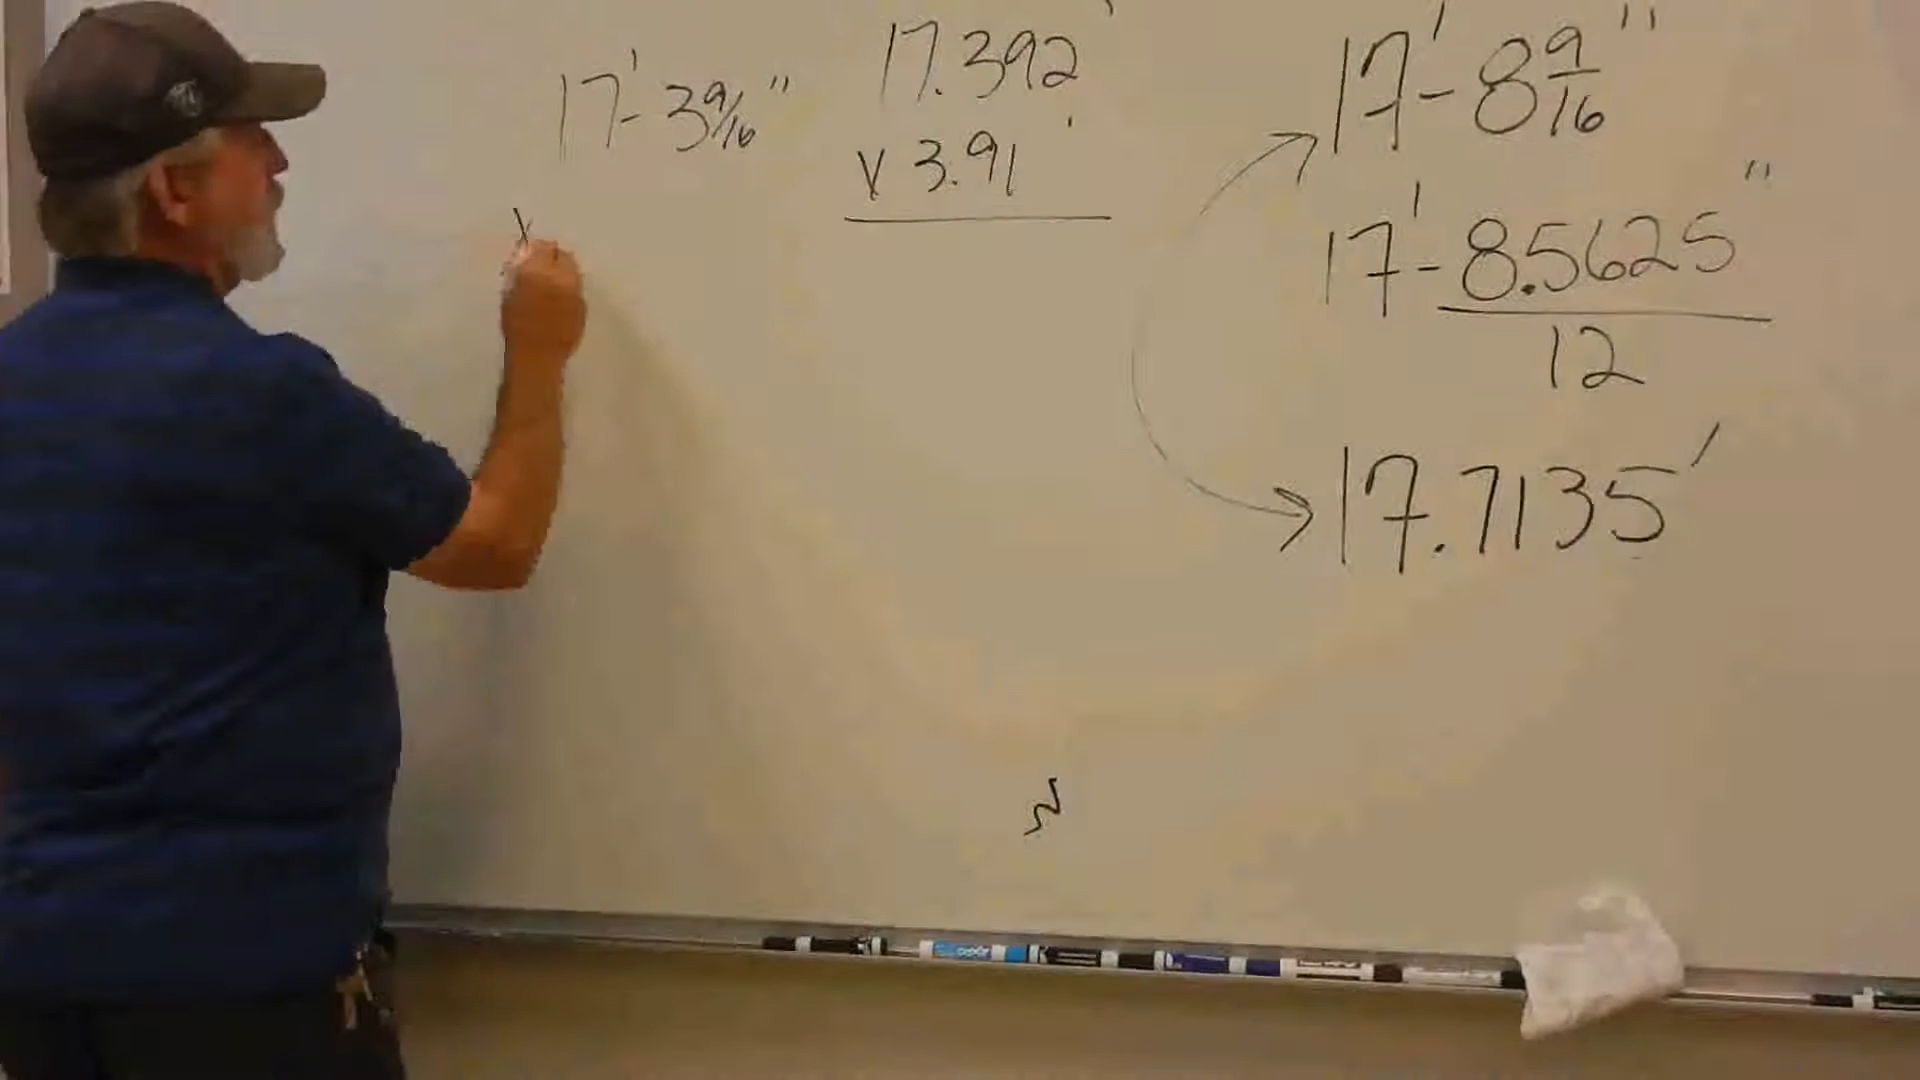 17'- 3 9/16"
x
17.392'
x 3.91'
17'- 8 9/16"
17'- 8.5625"
12
17.7135'